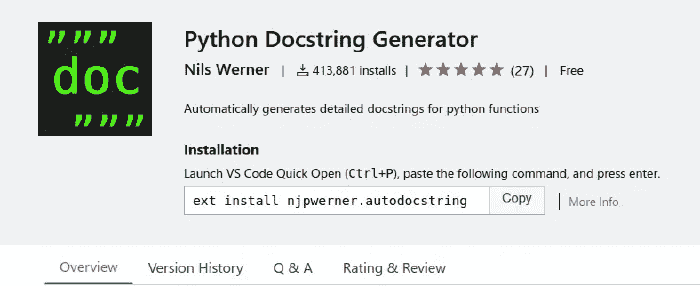 ”””
doc
”””
Python Docstring Generator
Nils Werner | 413,881 installs | (27) | Free
Automatically generates detailed docstrings for python functions
Installation
Launch VS Code Quick Open (Ctrl+P), paste the following command, and press enter.
ext install njpwerner.autodocstring Copy | More Info
Overview Version History Q & A Rating & Review